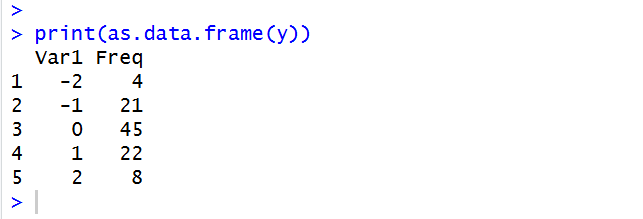 >
> print(as.data.frame(y))
  Var1 Freq
1   -2    4
2   -1   21
3    0   45
4    1   22
5    2    8
>